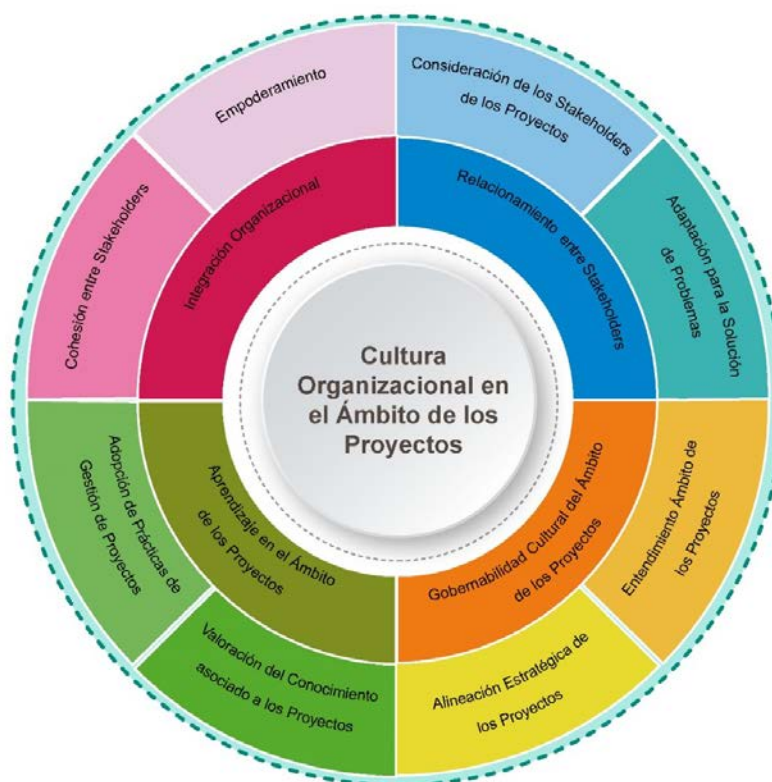 Empoderamiento
Consideración de los Stakeholders
de los Proyectos
Cohesión entre Stakeholders
Integración Organizacional
Relacionamiento entre Stakeholders
Adaptación para la Solución
de Problemas
Cultura
Organizacional en
el Ámbito de los
Proyectos
Adopción de Prácticas de
Gestión de Proyectos
Aprendizaje en el Ámbito
de los Proyectos
Gobernabilidad Cultural del Ámbito
de los Proyectos
Entendimiento Ámbito de
los Proyectos
Valoración del Conocimiento
asociado a los Proyectos
Alineación Estratégica de
los Proyectos